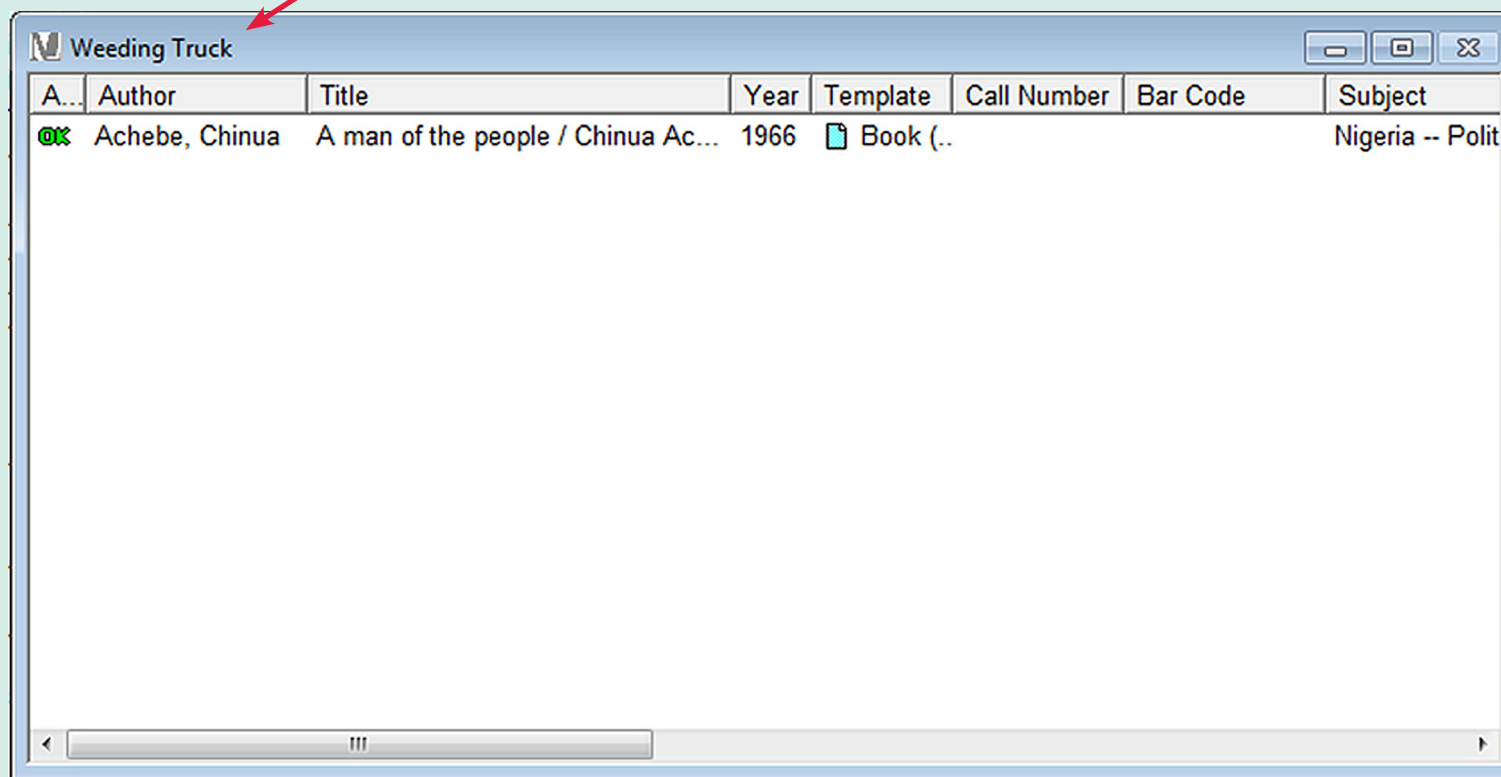 Weeding Truck
A... Author Title Year Template Call Number Bar Code Subject
OK Achebe, Chinua A man of the people / Chinua Ac... 1966 Book (.. Nigeria -- Polit